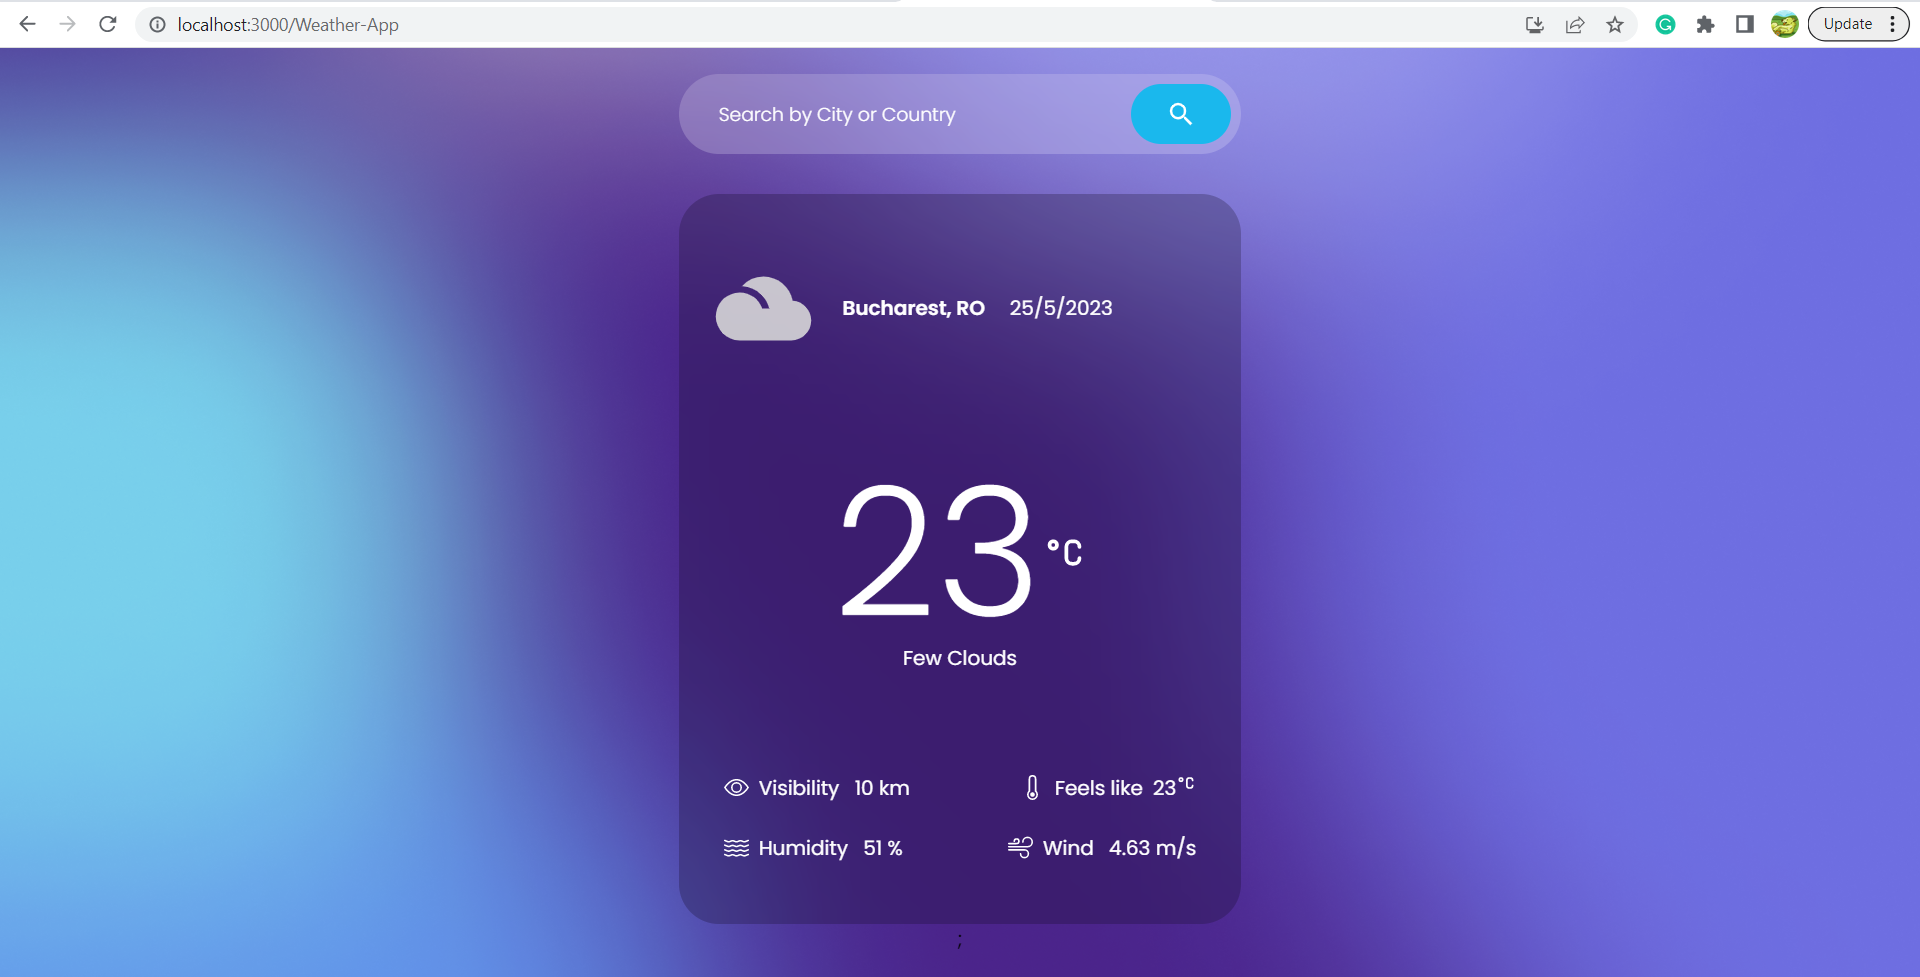 localhost:3000/Weather-App
Update
Search by City or Country
Bucharest, RO 25/5/2023
23 °C
Few Clouds
Visibility 10 km Feels like 23°C
Humidity 51 % Wind 4.63 m/s
;